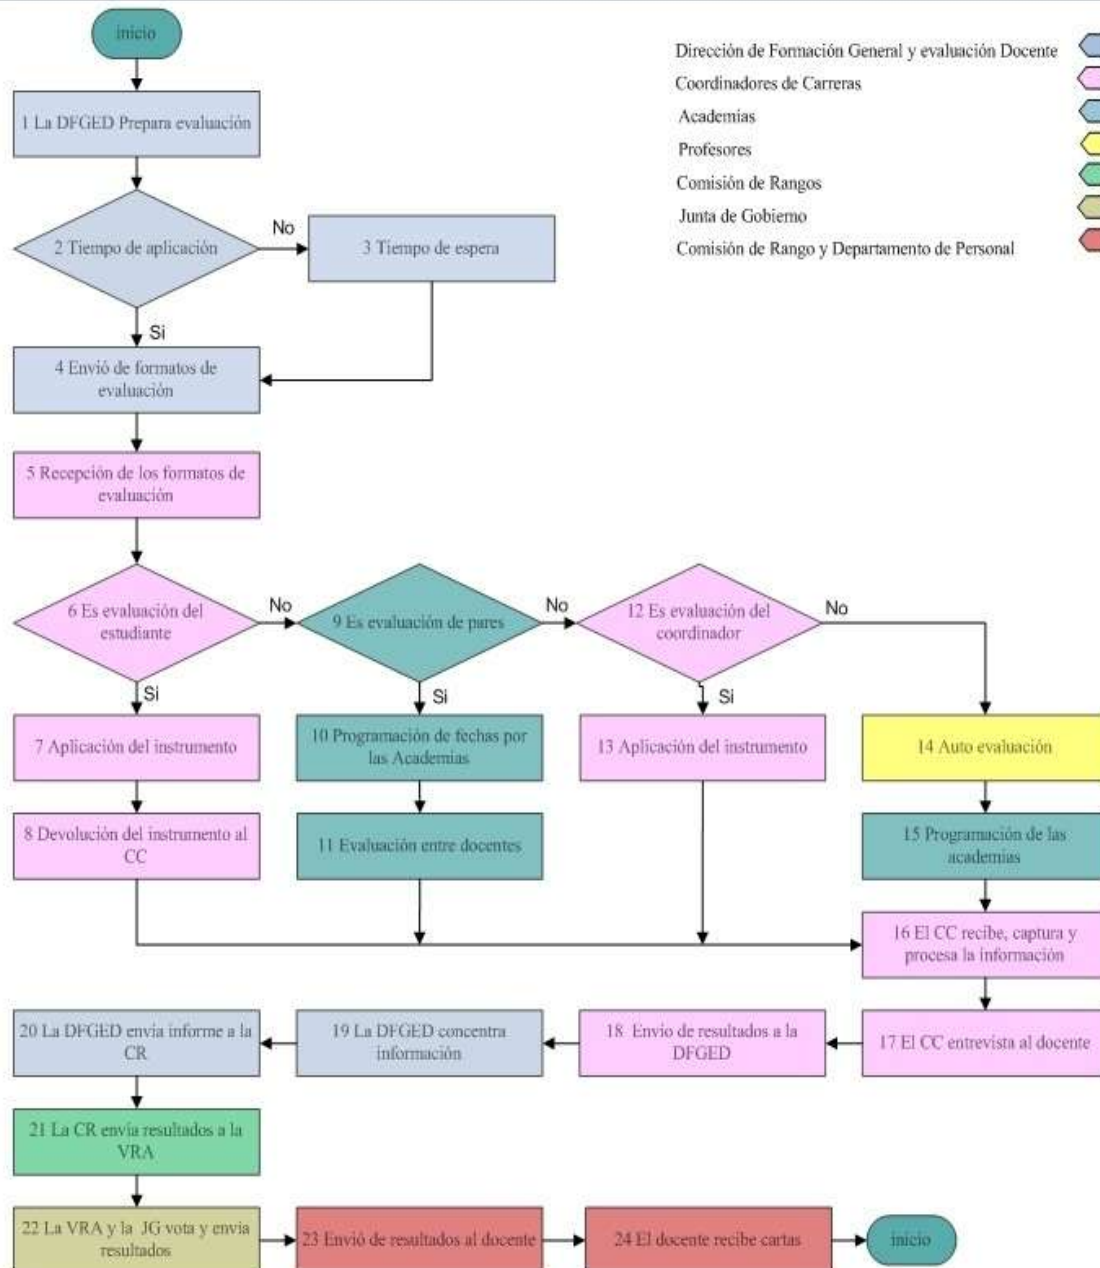 inicio
Dirección de Formación General y evaluación Docente
Coordinadores de Carreras
Academias
Profesores
Comisión de Rangos
Junta de Gobierno
Comisión de Rango y Departamento de Personal
1 La DFGED Prepara evaluación
2 Tiempo de aplicación
No
3 Tiempo de espera
Si
4 Envió de formatos de
evaluación
5 Recepción de los formatos de
evaluación
6 Es evaluación del
estudiante
No
9 Es evaluación de pares
No
12 Es evaluación del
coordinador
No
Si
Si
Si
7 Aplicación del instrumento
10 Programación de fechas por
las Academias
13 Aplicación del instrumento
14 Auto evaluación
8 Devolución del instrumento al
CC
11 Evaluación entre docentes
15 Programación de las
academias
16 El CC recibe, captura y
procesa la información
20 La DFGED envía informe a la
CR
19 La DFGED concentra
información
18 Envío de resultados a la
DFGED
17 El CC entrevista al docente
21 La CR envía resultados a la
VRA
22 La VRA y la JG vota y envía
resultados
23 Envió de resultados al docente
24 El docente recibe cartas
inicio